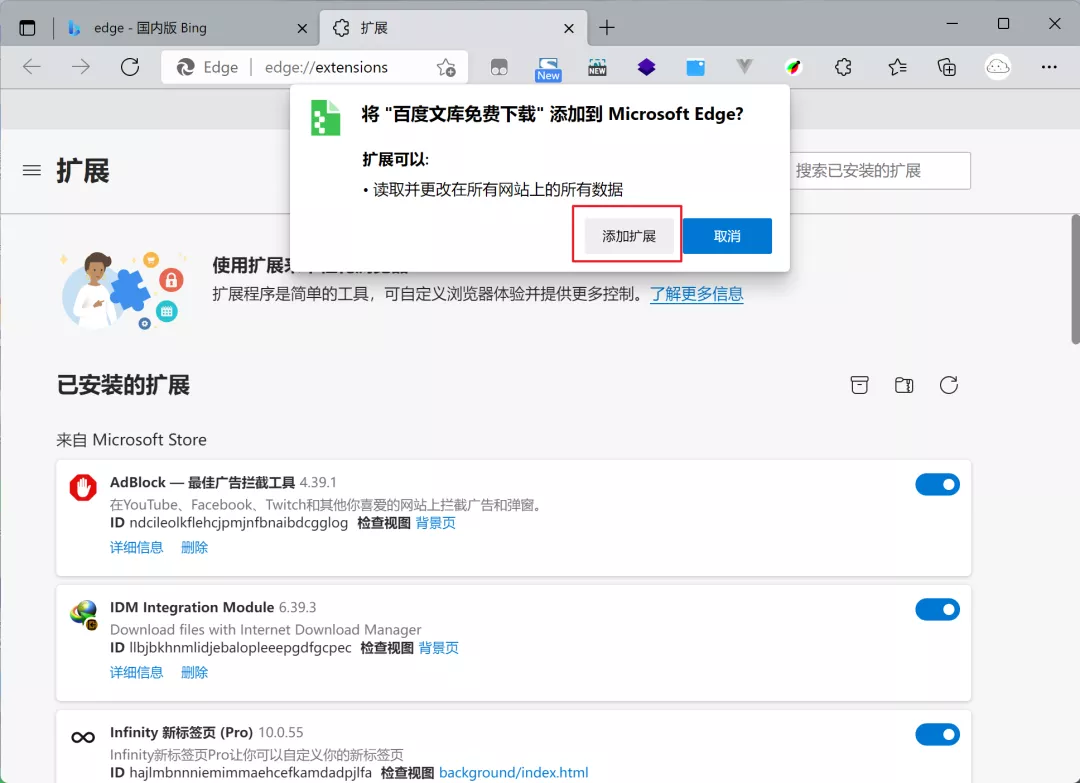 edge - 国内版 Bing
扩展
Edge
edge://extensions
New
NEW
将 "百度文库免费下载" 添加到 Microsoft Edge?
扩展可以:
• 读取并更改在所有网站上的所有数据
添加扩展
取消
扩展
搜索已安装的扩展
使用扩展来
扩展程序是简单的工具，可自定义浏览器体验并提供更多控制。了解更多信息
已安装的扩展
来自 Microsoft Store
AdBlock — 最佳广告拦截工具 4.39.1
在YouTube、Facebook、Twitch和其他你喜爱的网站上拦截广告和弹窗。
ID ndcileolkflehcjpmjnfbnaibdcgglog 检查视图 背景页
详细信息 删除
IDM Integration Module 6.39.3
Download files with Internet Download Manager
ID llbjbkhnmlidjebalopleeepgdfgcpec 检查视图 背景页
详细信息 删除
Infinity 新标签页 (Pro) 10.0.55
Infinity新标签页Pro让你可以自定义你的新标签页
ID hajlmbnnniemimmaehcefkamdadpjlfa 检查视图 background/index.html